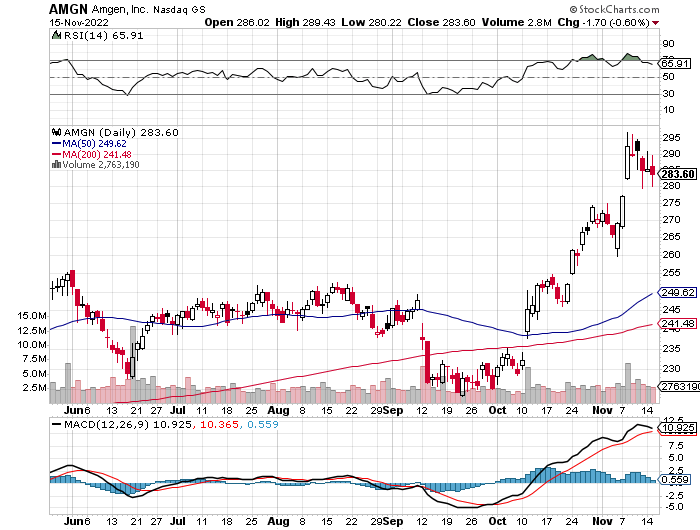 AMGN Amgen, Inc. Nasdaq GS © StockCharts.com
15-Nov-2022 Open 286.02 High 289.43 Low 280.22 Close 283.60 Volume 2.8M Chg -1.70 (-0.60%)
RSI(14) 65.91
90
70
65.91
50
30
10
AMGN (Daily) 283.60
MA(50) 249.62
MA(200) 241.48
Volume 2,763,190
295
290
285
283.60
280
275
270
265
260
255
249.62
245
241.48
235
230
2763190
15.0M
12.5M
10.0M
7.5M
5.0M
2.5M
Jun 6 13 21 27 Jul 11 18 25 Aug 8 15 22 29 Sep 12 19 26 Oct 10 17 24 Nov 7 14
MACD(12,26,9) 10.925, 10.365, 0.559
12.5
10.925
7.5
5.0
2.5
0.559
-2.5
-5.0
Jun 6 13 21 27 Jul 11 18 25 Aug 8 15 22 29 Sep 12 19 26 Oct 10 17 24 Nov 7 14